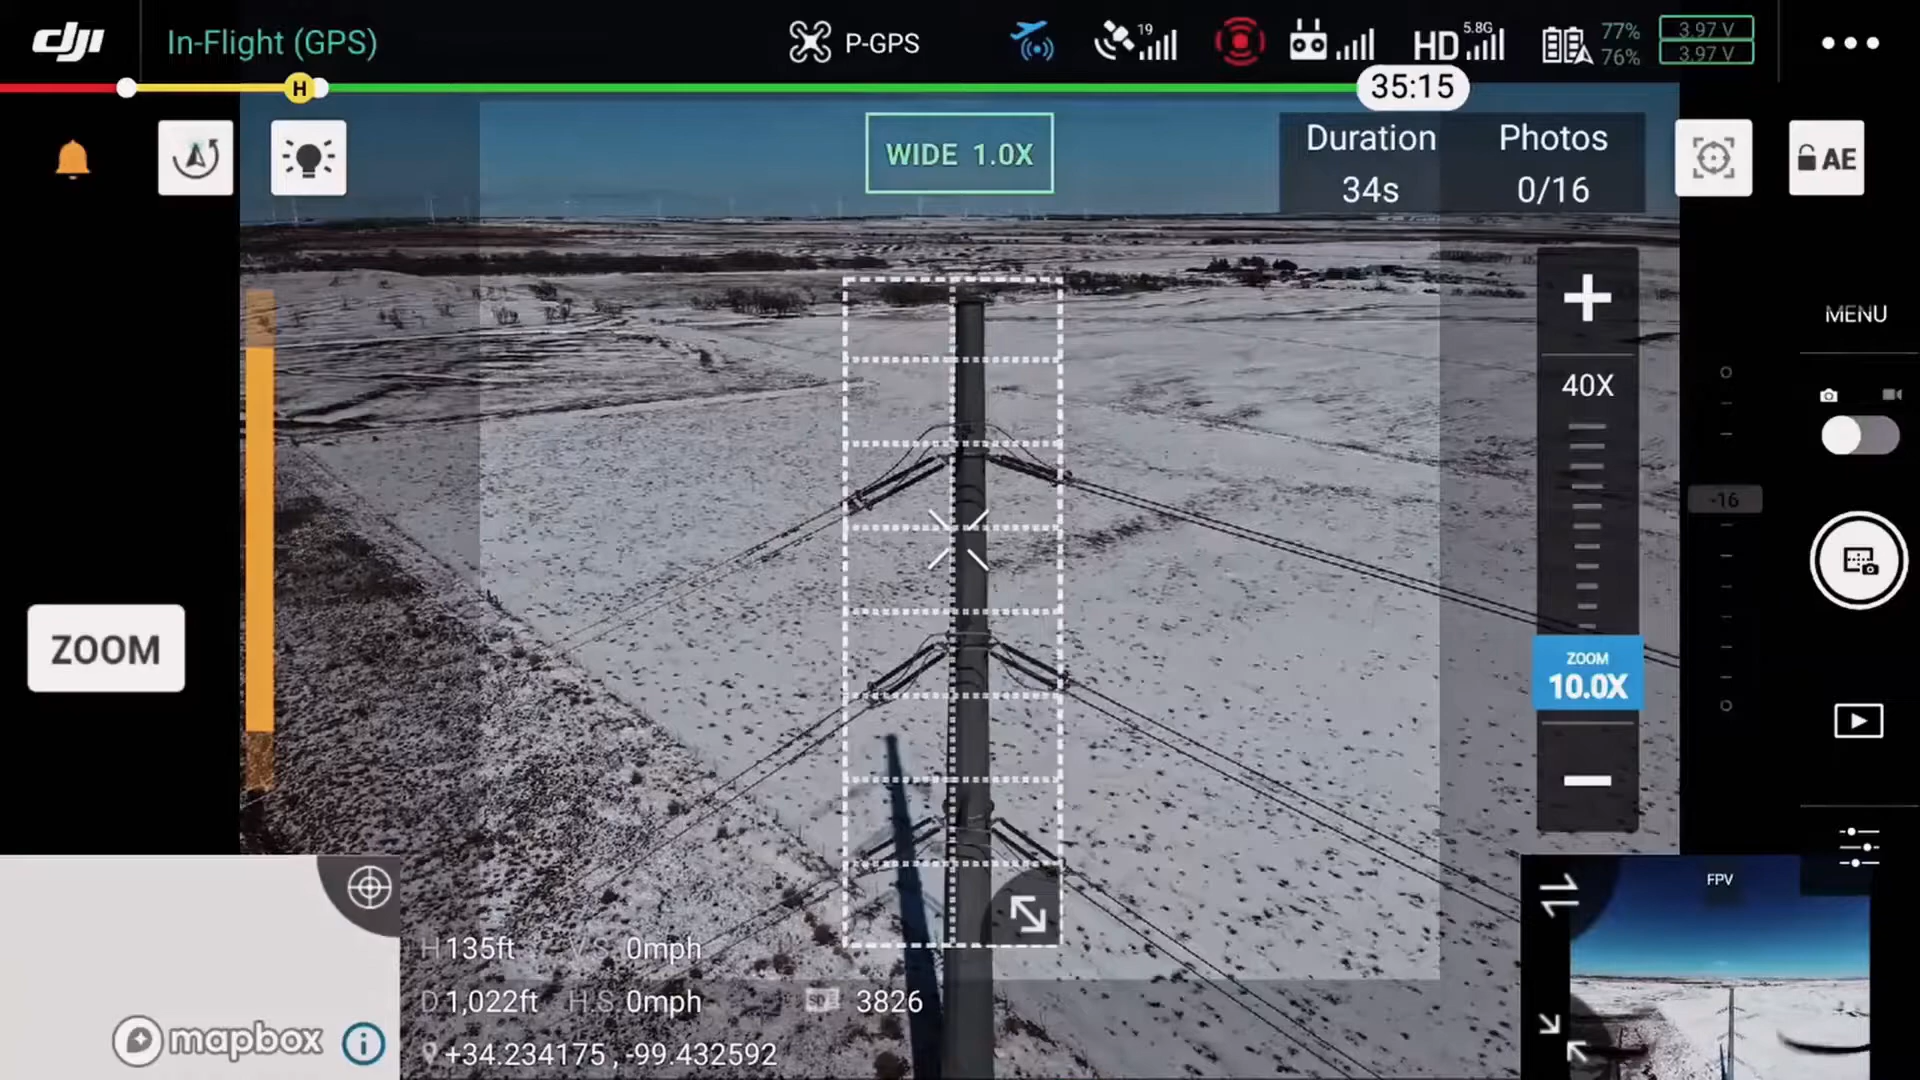 dji
In-Flight (GPS)
P-GPS
19
HD 5.8G
77%
76%
3.97 V
3.97 V
H
35:15
WIDE 1.0X
Duration
34s
Photos
0/16
AE
40X
ZOOM
10.0X
-16
MENU
ZOOM
H 135ft V.S. 0mph
D 1,022ft H.S. 0mph SD 3826
+34.234175, -99.432592
mapbox
FPV